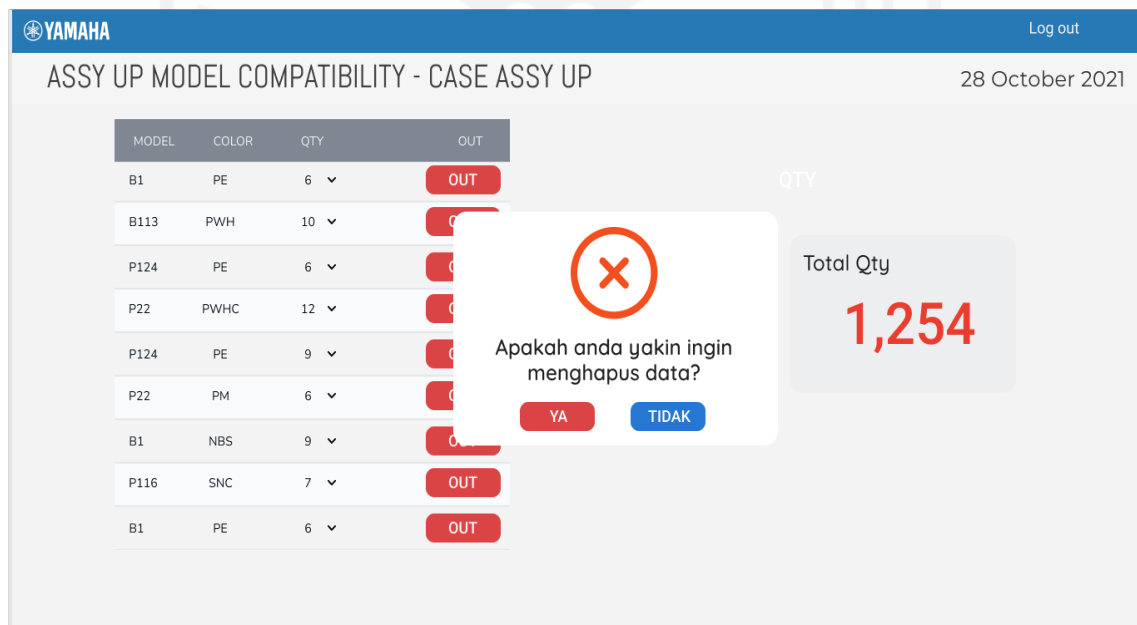 YAMAHA
Log out
ASSY UP MODEL COMPATIBILITY - CASE ASSY UP
28 October 2021
MODEL COLOR QTY OUT
B1 PE 6 OUT
QTY
B113 PWH 10
P124 PE 6
P22 PWHC 12
P124 PE 9
P22 PM 6
B1 NBS 9
P116 SNC 7 OUT
B1 PE 6 OUT
Apakah anda yakin ingin
menghapus data?
YA TIDAK
Total Qty
1,254